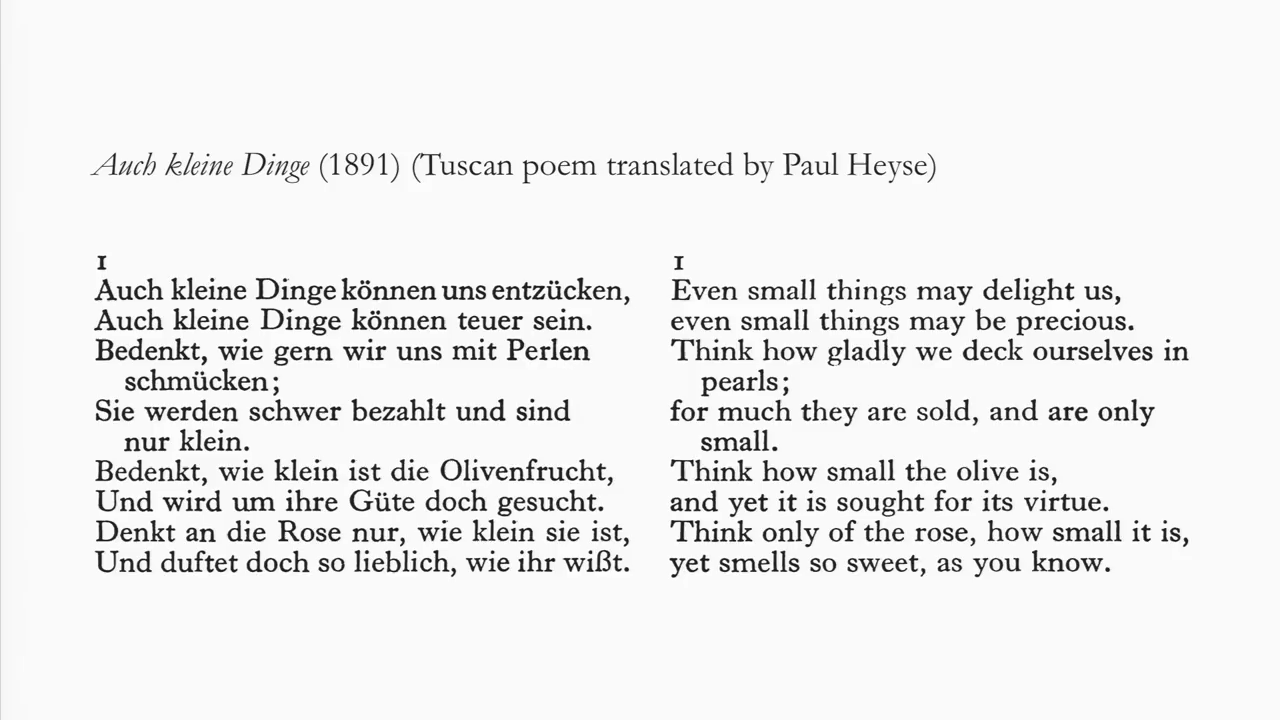 Auch kleine Dinge (1891) (Tuscan poem translated by Paul Heyse)
I
Auch kleine Dinge können uns entzücken,
Auch kleine Dinge können teuer sein.
Bedenkt, wie gern wir uns mit Perlen
schmücken;
Sie werden schwer bezahlt und sind
nur klein.
Bedenkt, wie klein ist die Olivenfrucht,
Und wird um ihre Güte doch gesucht.
Denkt an die Rose nur, wie klein sie ist,
Und duftet doch so lieblich, wie ihr wißt.
I
Even small things may delight us,
even small things may be precious.
Think how gladly we deck ourselves in
pearls;
for much they are sold, and are only
small.
Think how small the olive is,
and yet it is sought for its virtue.
Think only of the rose, how small it is,
yet smells so sweet, as you know.